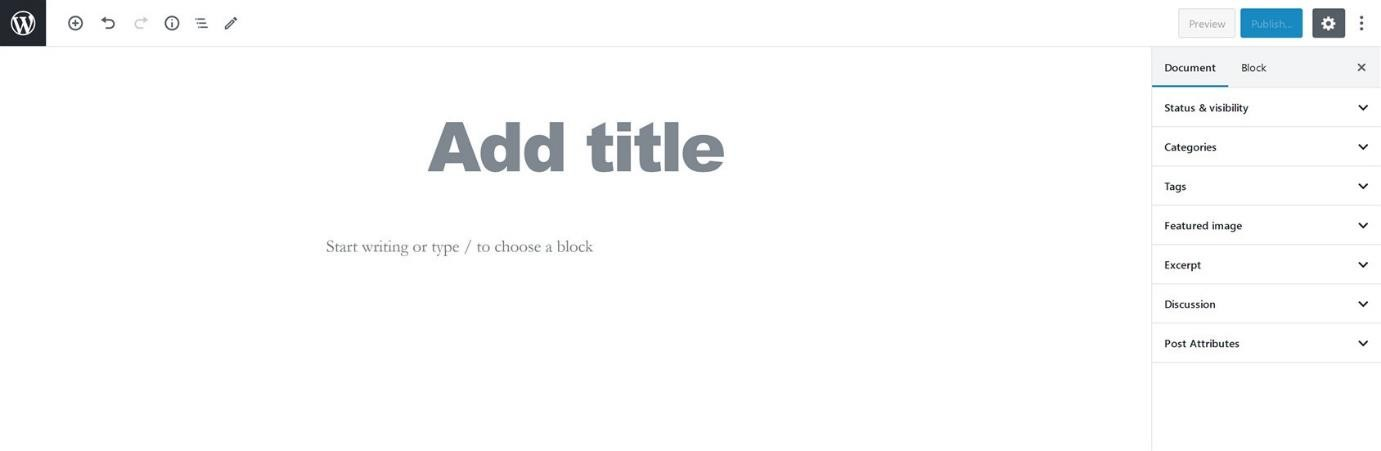 Preview
Publish...
Document
Block
Add title
Start writing or type / to choose a block
Status & visibility
Categories
Tags
Featured image
Excerpt
Discussion
Post Attributes